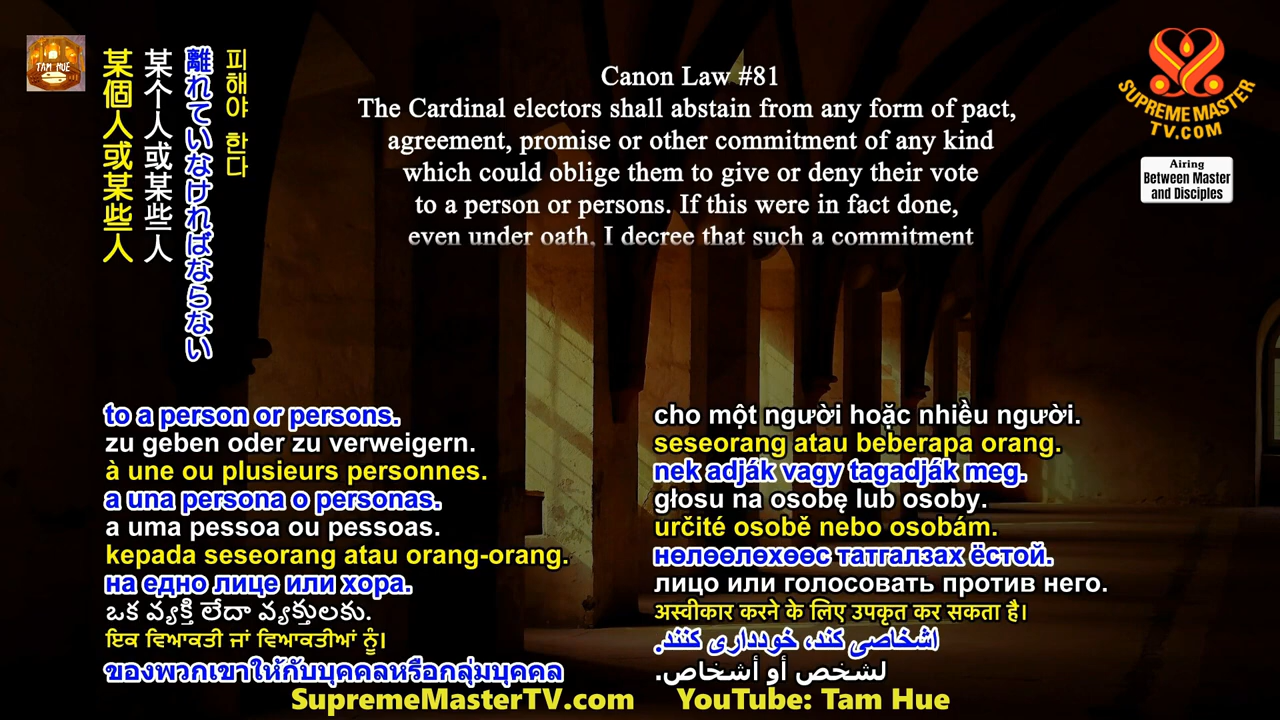 TAM HUE
某個人或某些人
某个人或某些人
離れていなければならない
피해야 한다
Canon Law #81
The Cardinal electors shall abstain from any form of pact,
agreement, promise or other commitment of any kind
which could oblige them to give or deny their vote
to a person or persons. If this were in fact done,
even under oath, I decree that such a commitment
SUPREME MASTER
TV.COM
Airing
Between Master
and Disciples
to a person or persons.
zu geben oder zu verweigern.
à une ou plusieurs personnes.
a una persona o personas.
a uma pessoa ou pessoas.
kepada seseorang atau orang-orang.
на едно лице или хора.
ఒక వ్యక్తి లేదా వ్యక్తులకు.
ਇਕ ਵਿਆਕਤੀ ਜਾਂ ਵਿਆਕਤੀਆਂ ਨੂੰ।
ของพวกเขาให้กับบุคคลหรือกลุ่มบุคคล
cho một người hoặc nhiều người.
seseorang atau beberapa orang.
nek adják vagy tagadják meg.
głosu na osobę lub osoby.
určité osobě nebo osobám.
нөлөөлөхөөс татгалзах ёстой.
лицо или голосовать против него.
अस्वीकार करने के लिए उपकृत कर सकता है।
اشخاصی کند، خودداری کنند.
لشخص أو أشخاص.
SupremeMasterTV.com
YouTube: Tam Hue